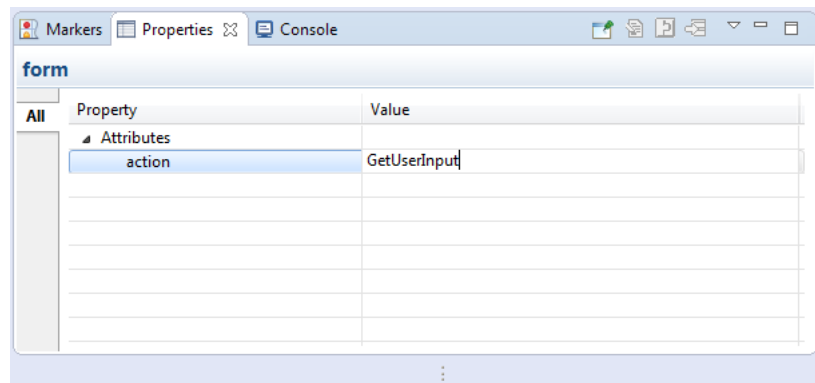 Markers Properties Console
form
All Property Value
Attributes
action GetUserInput